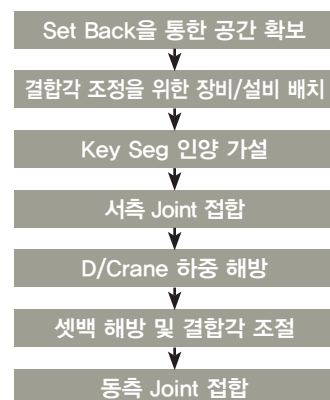 Set Back을 통한 공간 확보
결합각 조정을 위한 장비/설비 배치
Key Seg 인양 가설
서측 Joint 접합
D/Crane 하중 해방
셋백 해방 및 결합각 조절
동측 Joint 접합